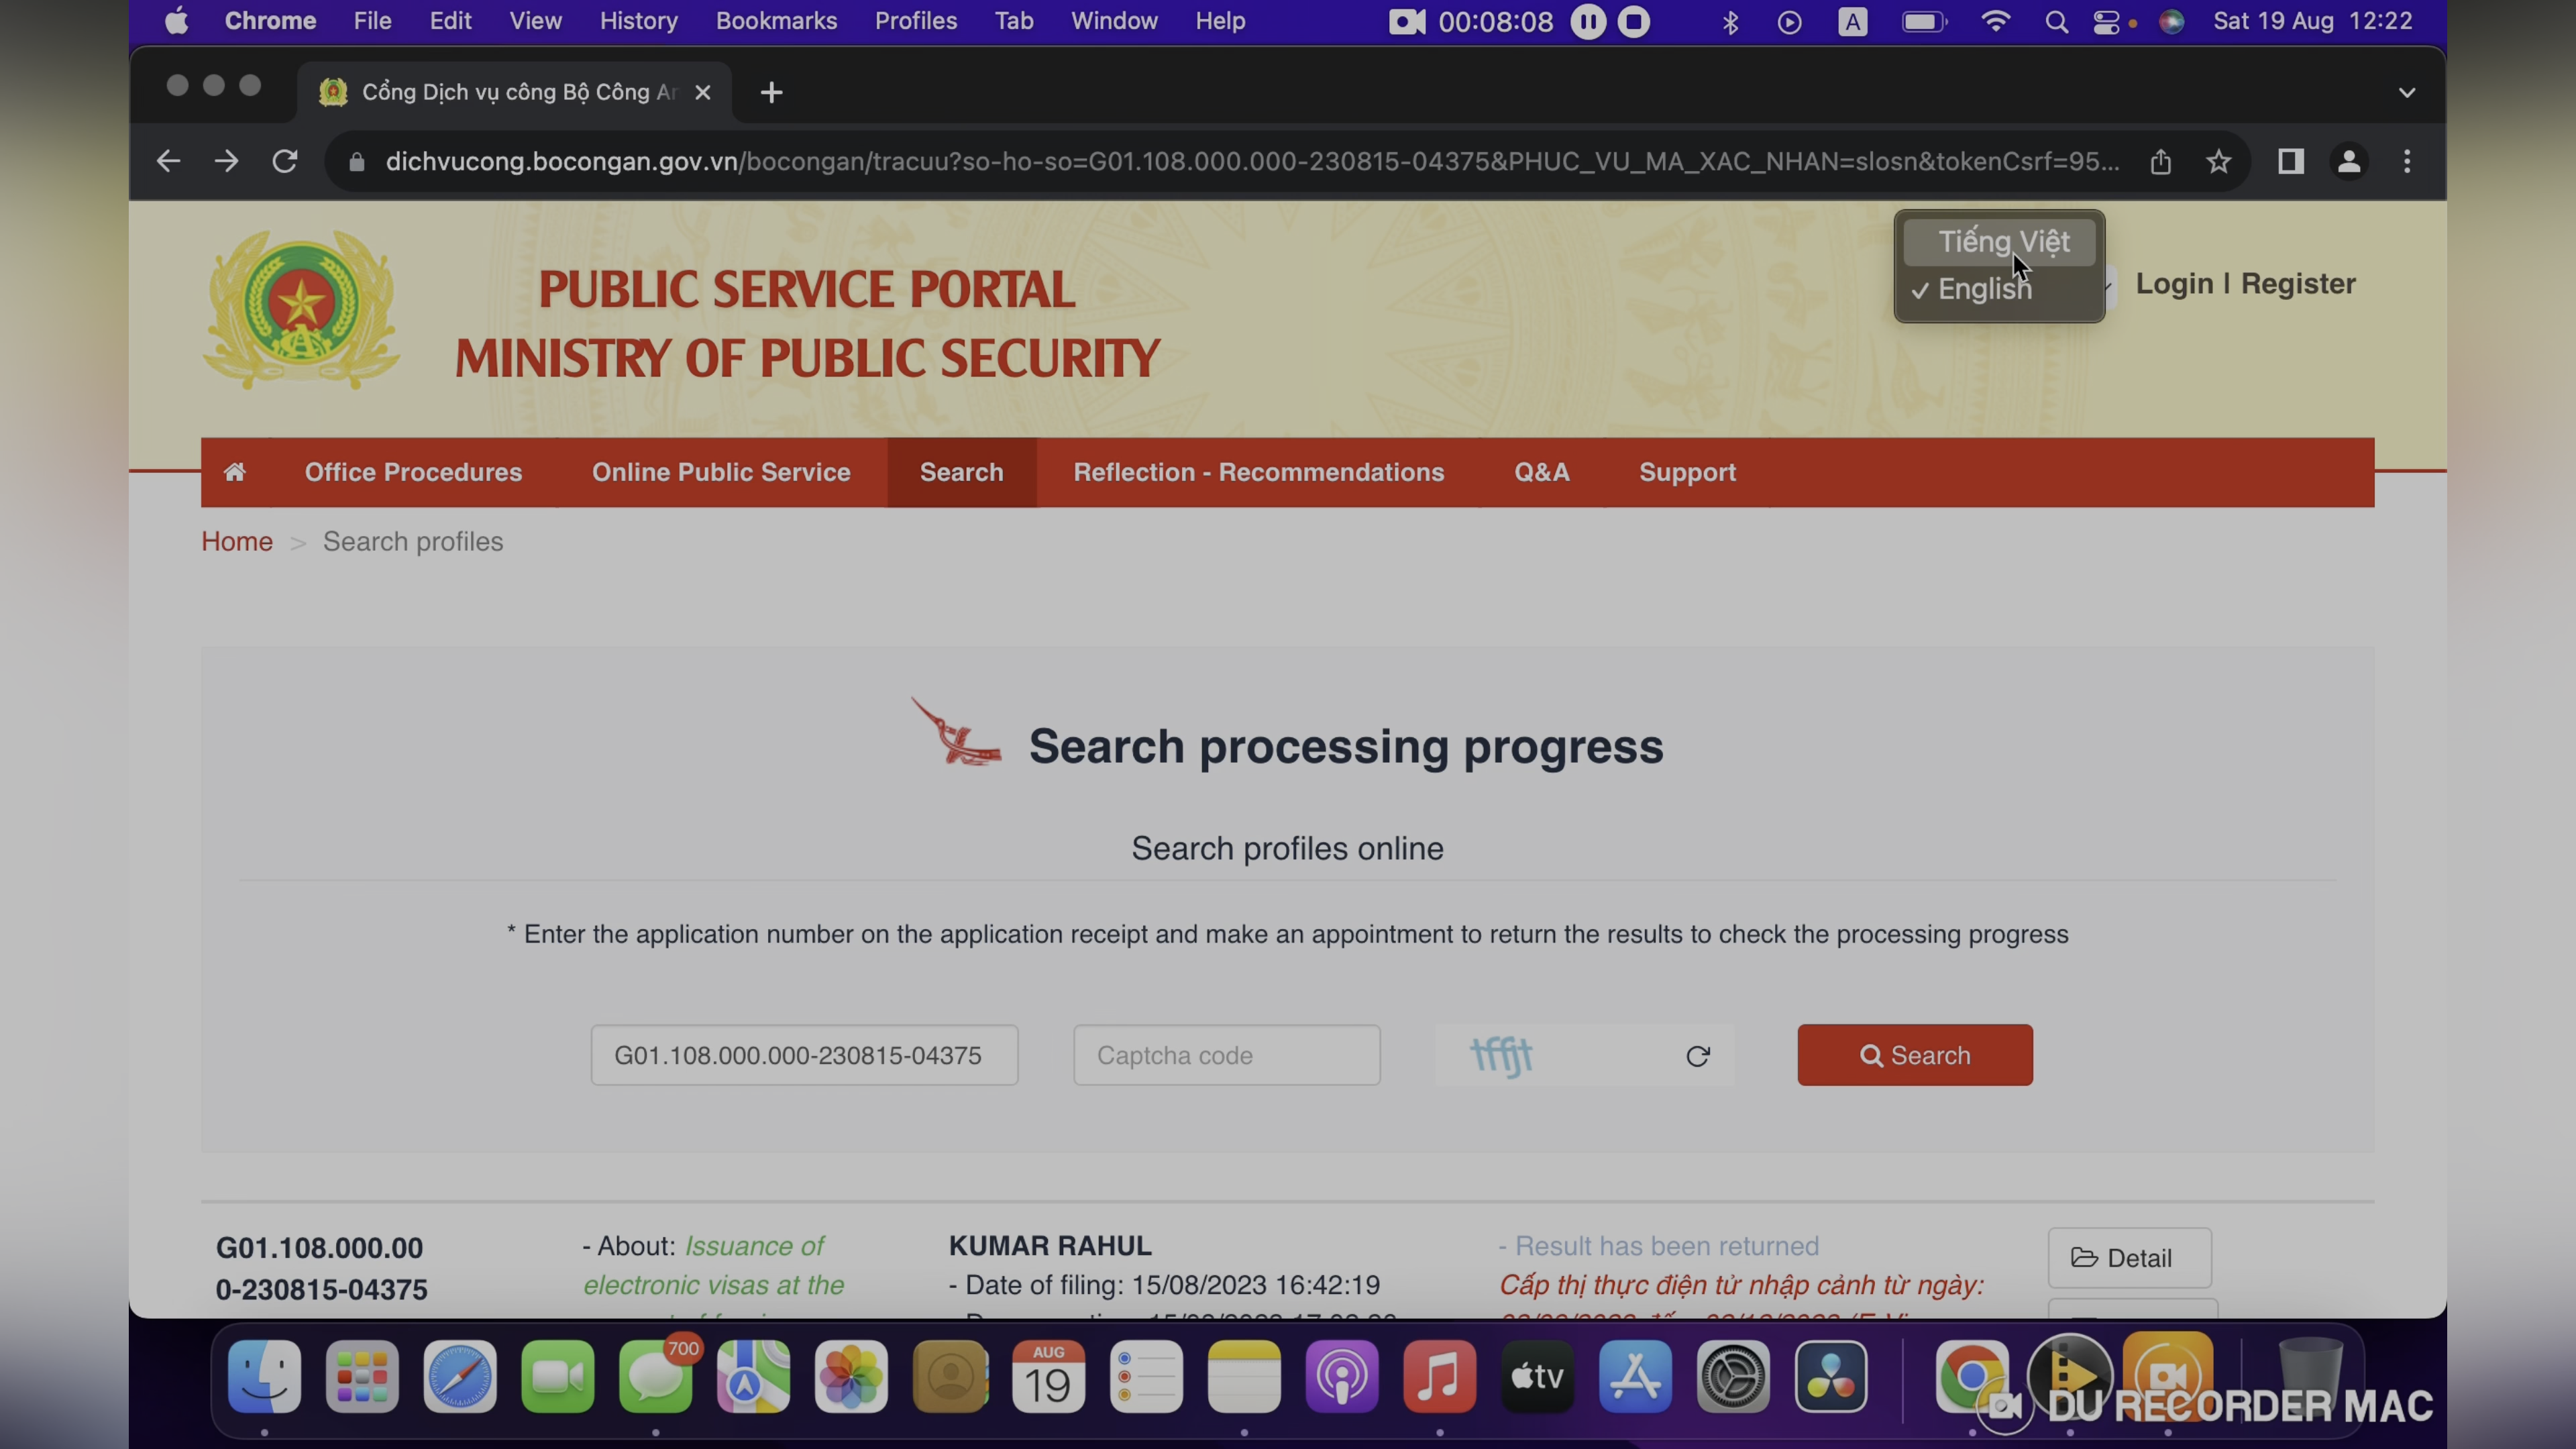 Chrome File Edit View History Bookmarks Profiles Tab Window Help 00:08:08 A Sat 19 Aug 12:22
Cổng Dịch vụ công Bộ Công An
dichvucong.bocongan.gov.vn/bocongan/tracuu?so-ho-so=G01.108.000.000-230815-04375&PHUC_VU_MA_XAC_NHAN=slosn&tokenCsrf=95...
Tiếng Việt
English
Login | Register
PUBLIC SERVICE PORTAL
MINISTRY OF PUBLIC SECURITY
Office Procedures Online Public Service Search Reflection - Recommendations Q&A Support
Home > Search profiles
Search processing progress
Search profiles online
* Enter the application number on the application receipt and make an appointment to return the results to check the processing progress
G01.108.000.000-230815-04375 Captcha code tffjt Search
G01.108.000.00
0-230815-04375
- About: Issuance of
electronic visas at the
KUMAR RAHUL
- Date of filing: 15/08/2023 16:42:19
- Result has been returned
Cấp thị thực điện tử nhập cảnh từ ngày:
Detail
700
AUG
19
tv
DU RECORDER MAC